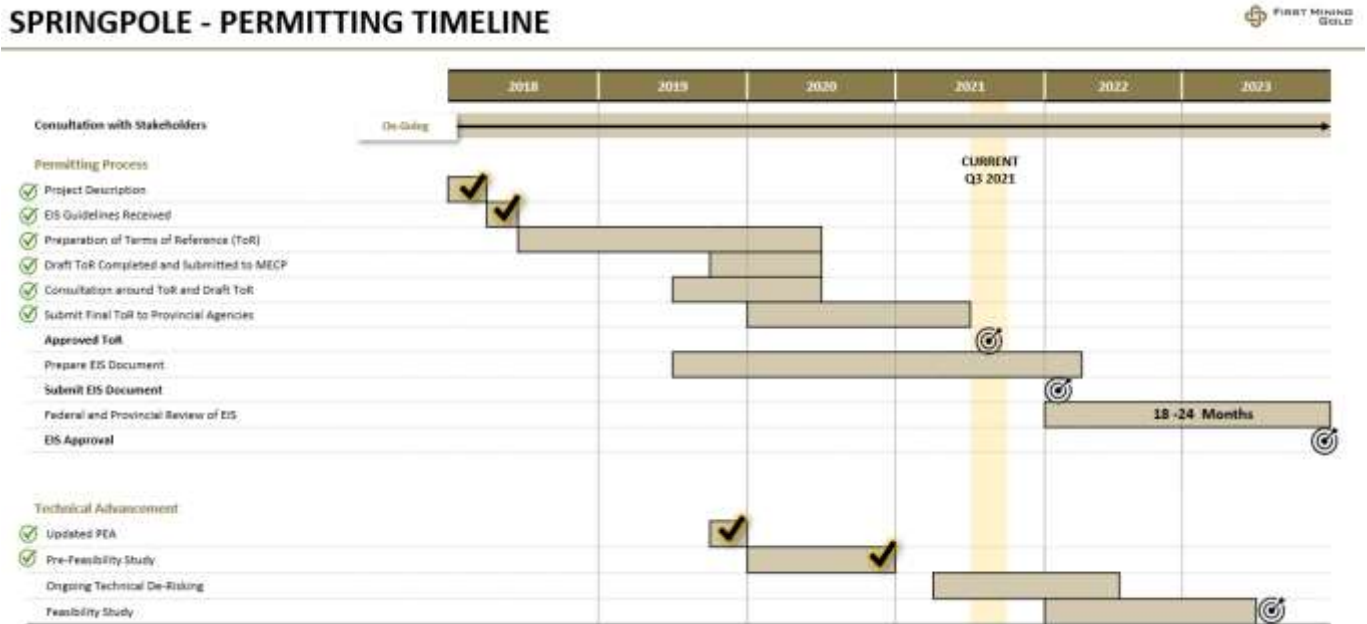 SPRINGPOLE - PERMITTING TIMELINE
FIRST MINING
GOLD
2018 2019 2020 2021 2022 2023
Consultation with Stakeholders On-Going
Permitting Process
CURRENT
Q3 2021
Project Description
EIS Guidelines Received
Preparation of Terms of Reference (ToR)
Draft ToR Completed and Submitted to MECP
Consultation around ToR and Draft ToR
Submit Final ToR to Provincial Agencies
Approved ToR
Prepare EIS Document
Submit EIS Document
Federal and Provincial Review of EIS 18 -24 Months
EIS Approval
Technical Advancement
Updated PEA
Pre-Feasibility Study
Ongoing Technical De-Risking
Feasibility Study